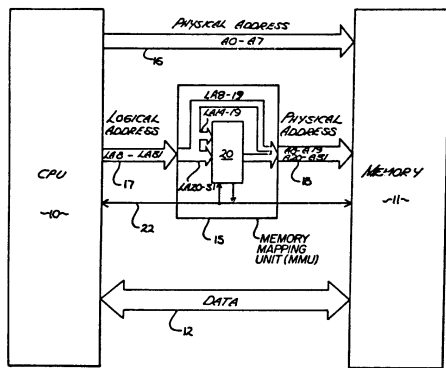 PHYSICAL ADDRESS
A0-A7
16
LA8-19
LA14-19
LOGICAL
ADDRESS
LA8-LA31
17
LA20-31
20
PHYSICAL
ADDRESS
A8-A19
A20-A31
18
CPU
~10~
MEMORY
~11~
22
15
MEMORY
MAPPING
UNIT (MMU)
DATA
12